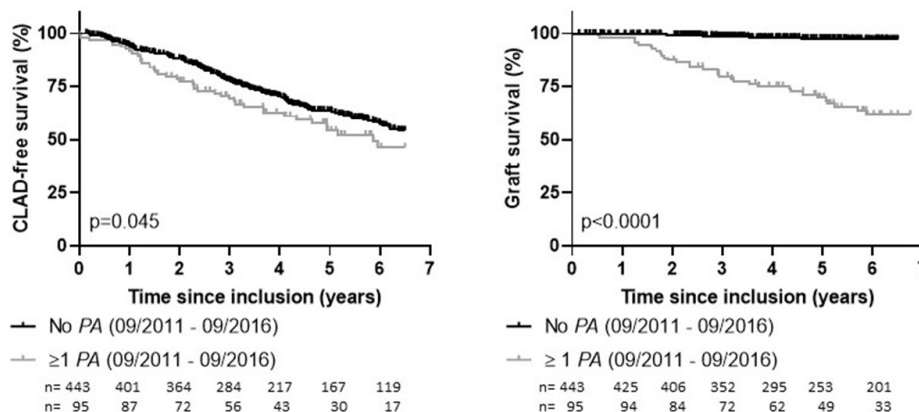 CLAD-free survival (%)
100
75
50
25
0
p=0.045
0 1 2 3 4 5 6 7
Time since inclusion (years)
No PA (09/2011 - 09/2016)
≥1 PA (09/2011 - 09/2016)
n= 443 401 364 284 217 167 119
n= 95 87 72 56 43 30 17
Graft survival (%)
100
75
50
25
0
p<0.0001
0 1 2 3 4 5 6 7
Time since inclusion (years)
No PA (09/2011 - 09/2016)
≥ 1 PA (09/2011 - 09/2016)
n= 443 425 406 352 295 253 201
n= 95 94 84 72 62 49 33